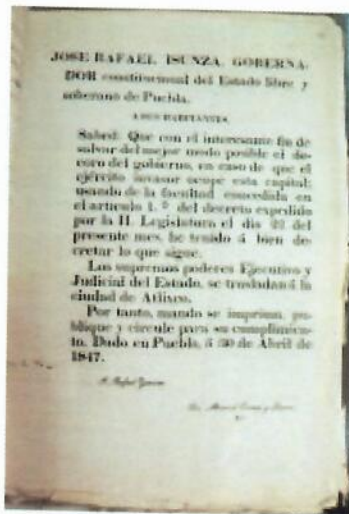 JOSE RAFAEL ISUNZA, GOBERNA-
DOR constitucional del Estado libre y
soberano de Puebla.
A SUS HABITANTES,
Sabed: Que con el interesante fin de
salvar del mejor modo posible el de-
coro del gobierno, en caso de que el
ejército invasor ocupe esta capital;
usando de la facultad concedida en
el artículo 1.º del decreto expedido
por la H. Legislatura el dia 22 del
presente mes, he tenido á bien de-
cretar lo que sigue.
Los supremos poderes Ejecutivo y
Judicial del Estado, se trasladan á la
ciudad de Atlixco.
Por tanto, mando se imprima, pu-
blique y circule para su cumplimien-
to. Dado en Puebla, á 30 de Abril de
1847.